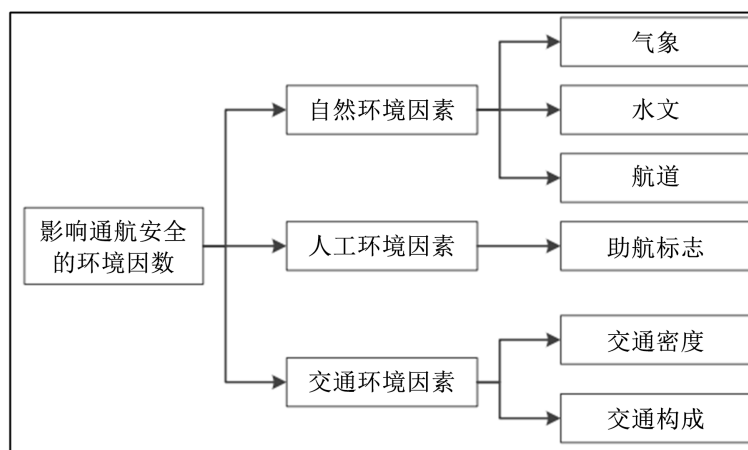 影响通航安全
的环境因数
自然环境因素
气象
水文
航道
人工环境因素
助航标志
交通环境因素
交通密度
交通构成